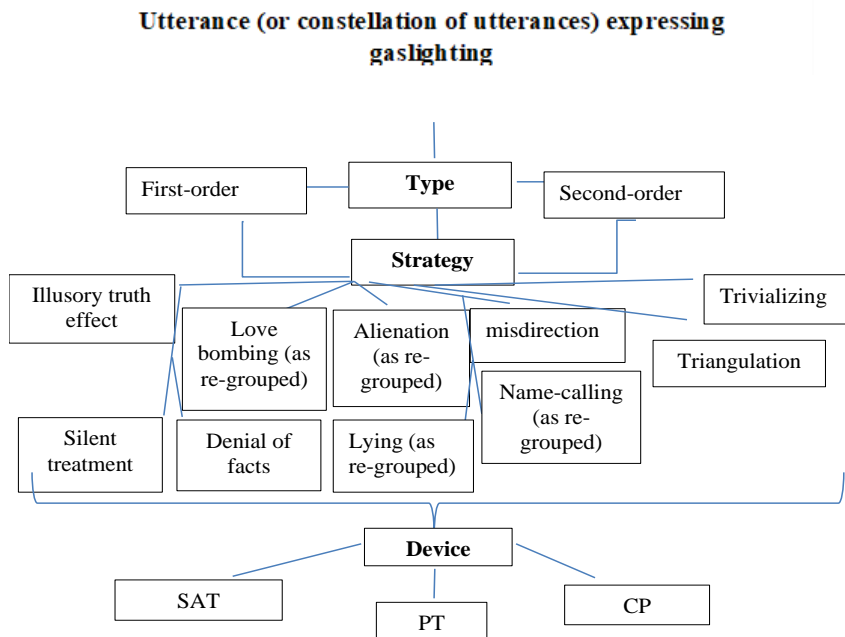 Utterance (or constellation of utterances) expressing
gaslighting
First-order
Type
Second-order
Strategy
Illusory truth
effect
Love
bombing (as
re-grouped)
Alienation
(as re-
grouped)
misdirection
Trivializing
Triangulation
Name-calling
(as re-
grouped)
Silent
treatment
Denial of
facts
Lying (as
re-grouped)
Device
SAT
PT
CP